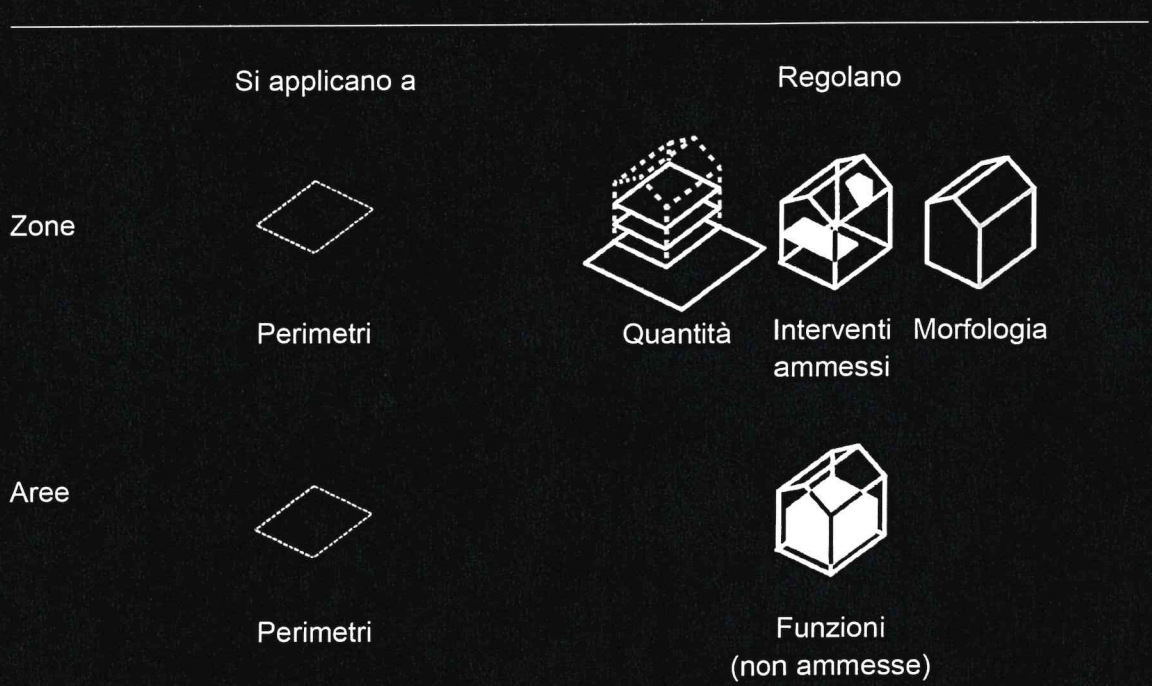 Si applicano a
Regolano
Zone
Perimetri
Quantità
Interventi
ammessi
Morfologia
Aree
Perimetri
Funzioni
(non ammesse)